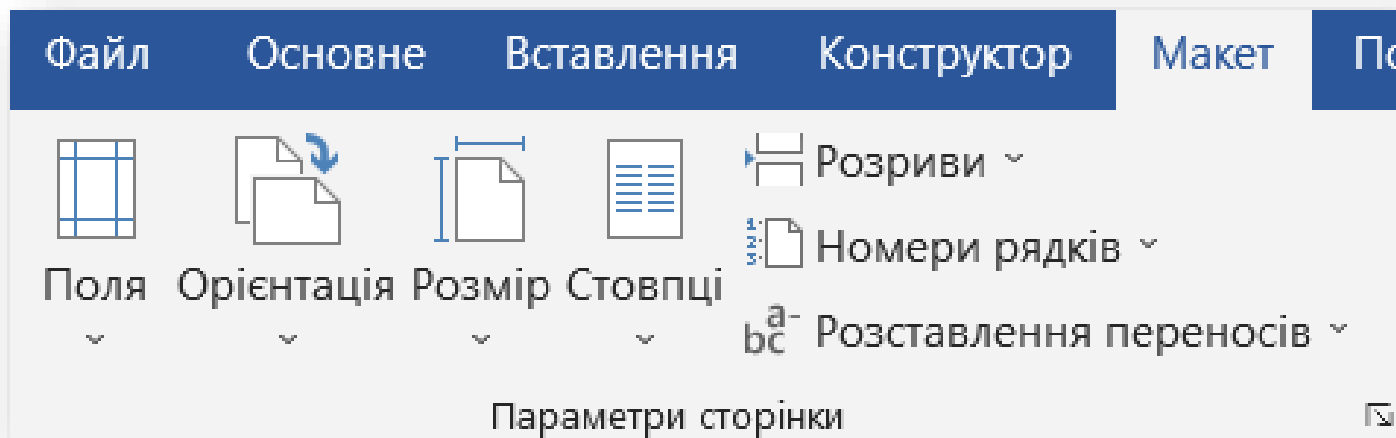 Файл Основне Вставлення Конструктор Макет
Розриви
Номери рядків
Поля Орієнтація Розмір Стовпці
Розставлення переносів
Параметри сторінки